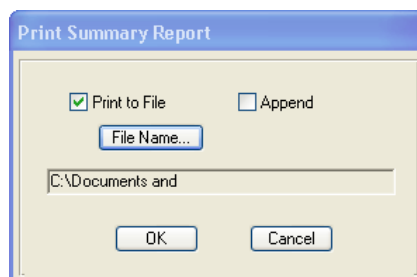 Print Summary Report
Print to File Append
File Name...
C:\Documents and
OK Cancel